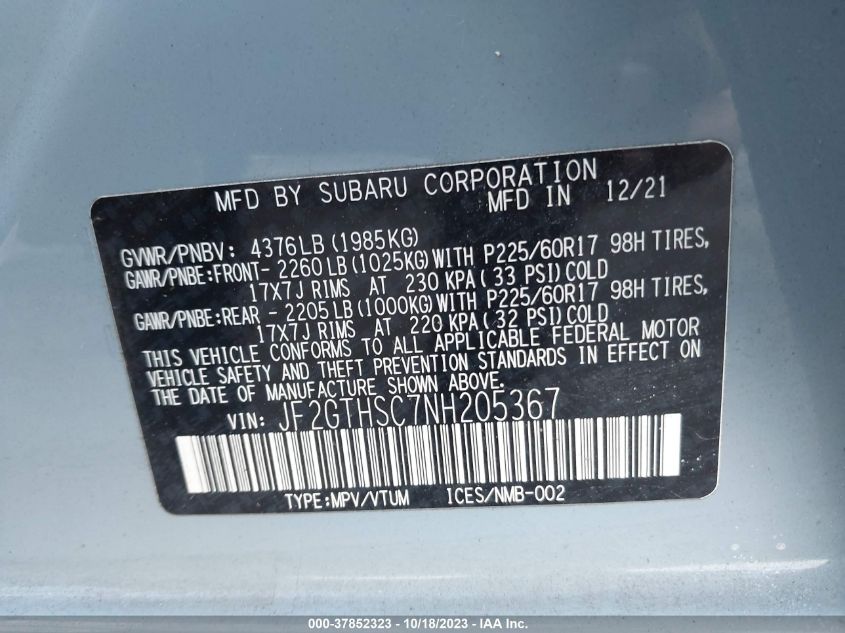 MFD BY SUBARU CORPORATION
MFD IN 12/21
GVWR/PNBV: 4376LB (1985KG)
GAWR/PNBE:FRONT- 2260 LB (1025KG) WITH P225/60R17 98H TIRES,
17X7J RIMS AT 230 KPA (33 PSI) COLD
GAWR/PNBE:REAR - 2205 LB (1000KG) WITH P225/60R17 98H TIRES,
17X7J RIMS AT 220 KPA (32 PSI) COLD
THIS VEHICLE CONFORMS TO ALL APPLICABLE FEDERAL MOTOR
VEHICLE SAFETY AND THEFT PREVENTION STANDARDS IN EFFECT ON
THE DATE OF MANUFACTURE SHOWN ABOVE.
VIN: JF2GTHSC7NH205367
TYPE:MPV/VTUM ICES/NMB-002
000-37852323 - 10/18/2023 - IAA Inc.